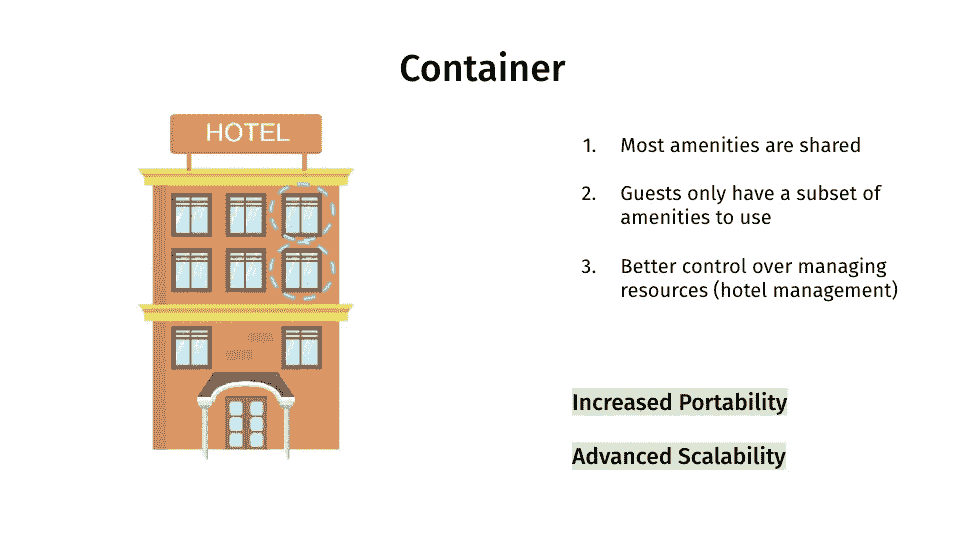 Container
HOTEL
1. Most amenities are shared
2. Guests only have a subset of
amenities to use
3. Better control over managing
resources (hotel management)
Increased Portability
Advanced Scalability